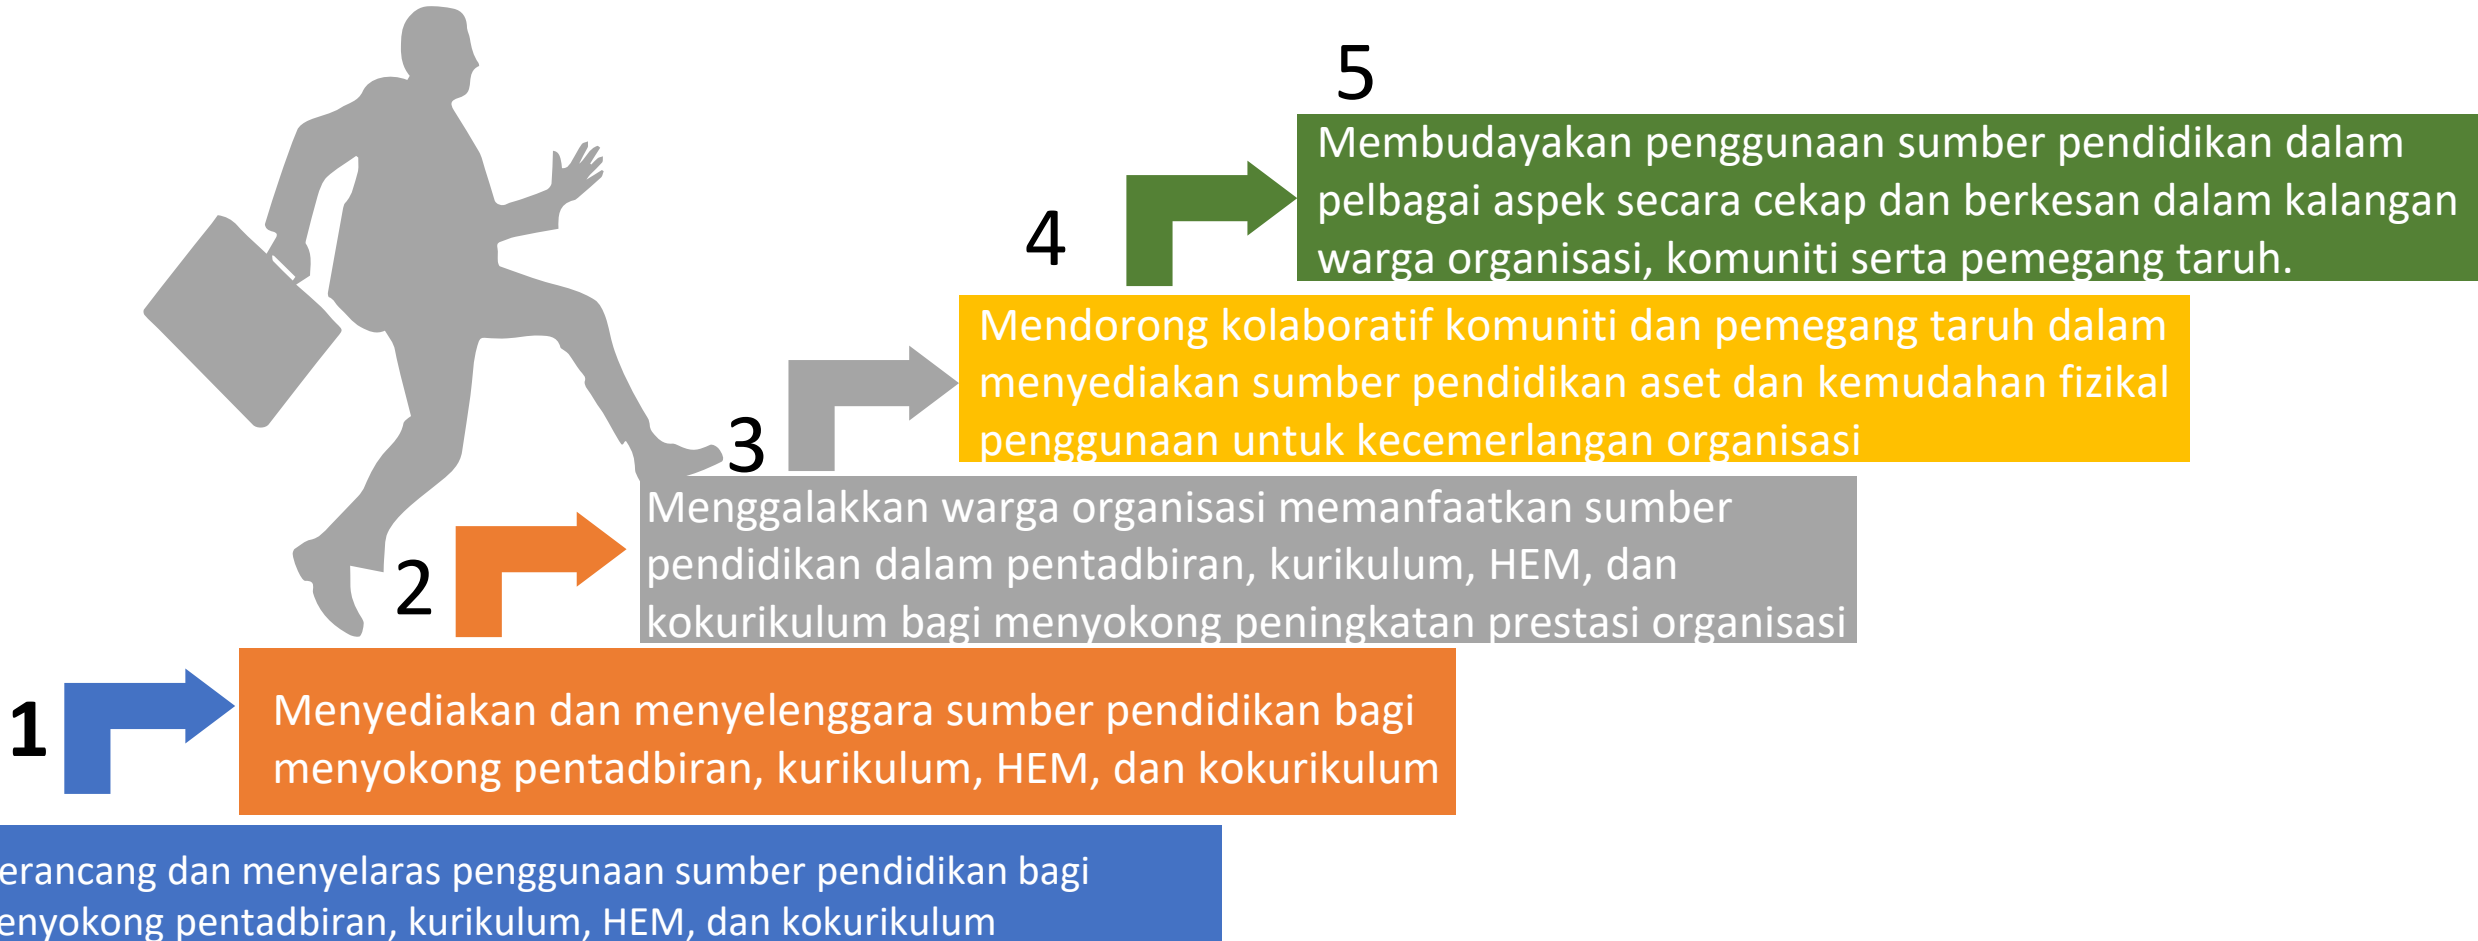 5
Membudayakan penggunaan sumber pendidikan dalam
pelbagai aspek secara cekap dan berkesan dalam kalangan
warga organisasi, komuniti serta pemegang taruh.
4
Mendorong kolaboratif komuniti dan pemegang taruh dalam
menyediakan sumber pendidikan aset dan kemudahan fizikal
penggunaan untuk kecemerlangan organisasi
3
Menggalakkan warga organisasi memanfaatkan sumber
pendidikan dalam pentadbiran, kurikulum, HEM, dan
kokurikulum bagi menyokong peningkatan prestasi organisasi
2
Menyediakan dan menyelenggara sumber pendidikan bagi
menyokong pentadbiran, kurikulum, HEM, dan kokurikulum
1
erancang dan menyelaras penggunaan sumber pendidikan bagi
enyokong pentadbiran, kurikulum, HEM, dan kokurikulum